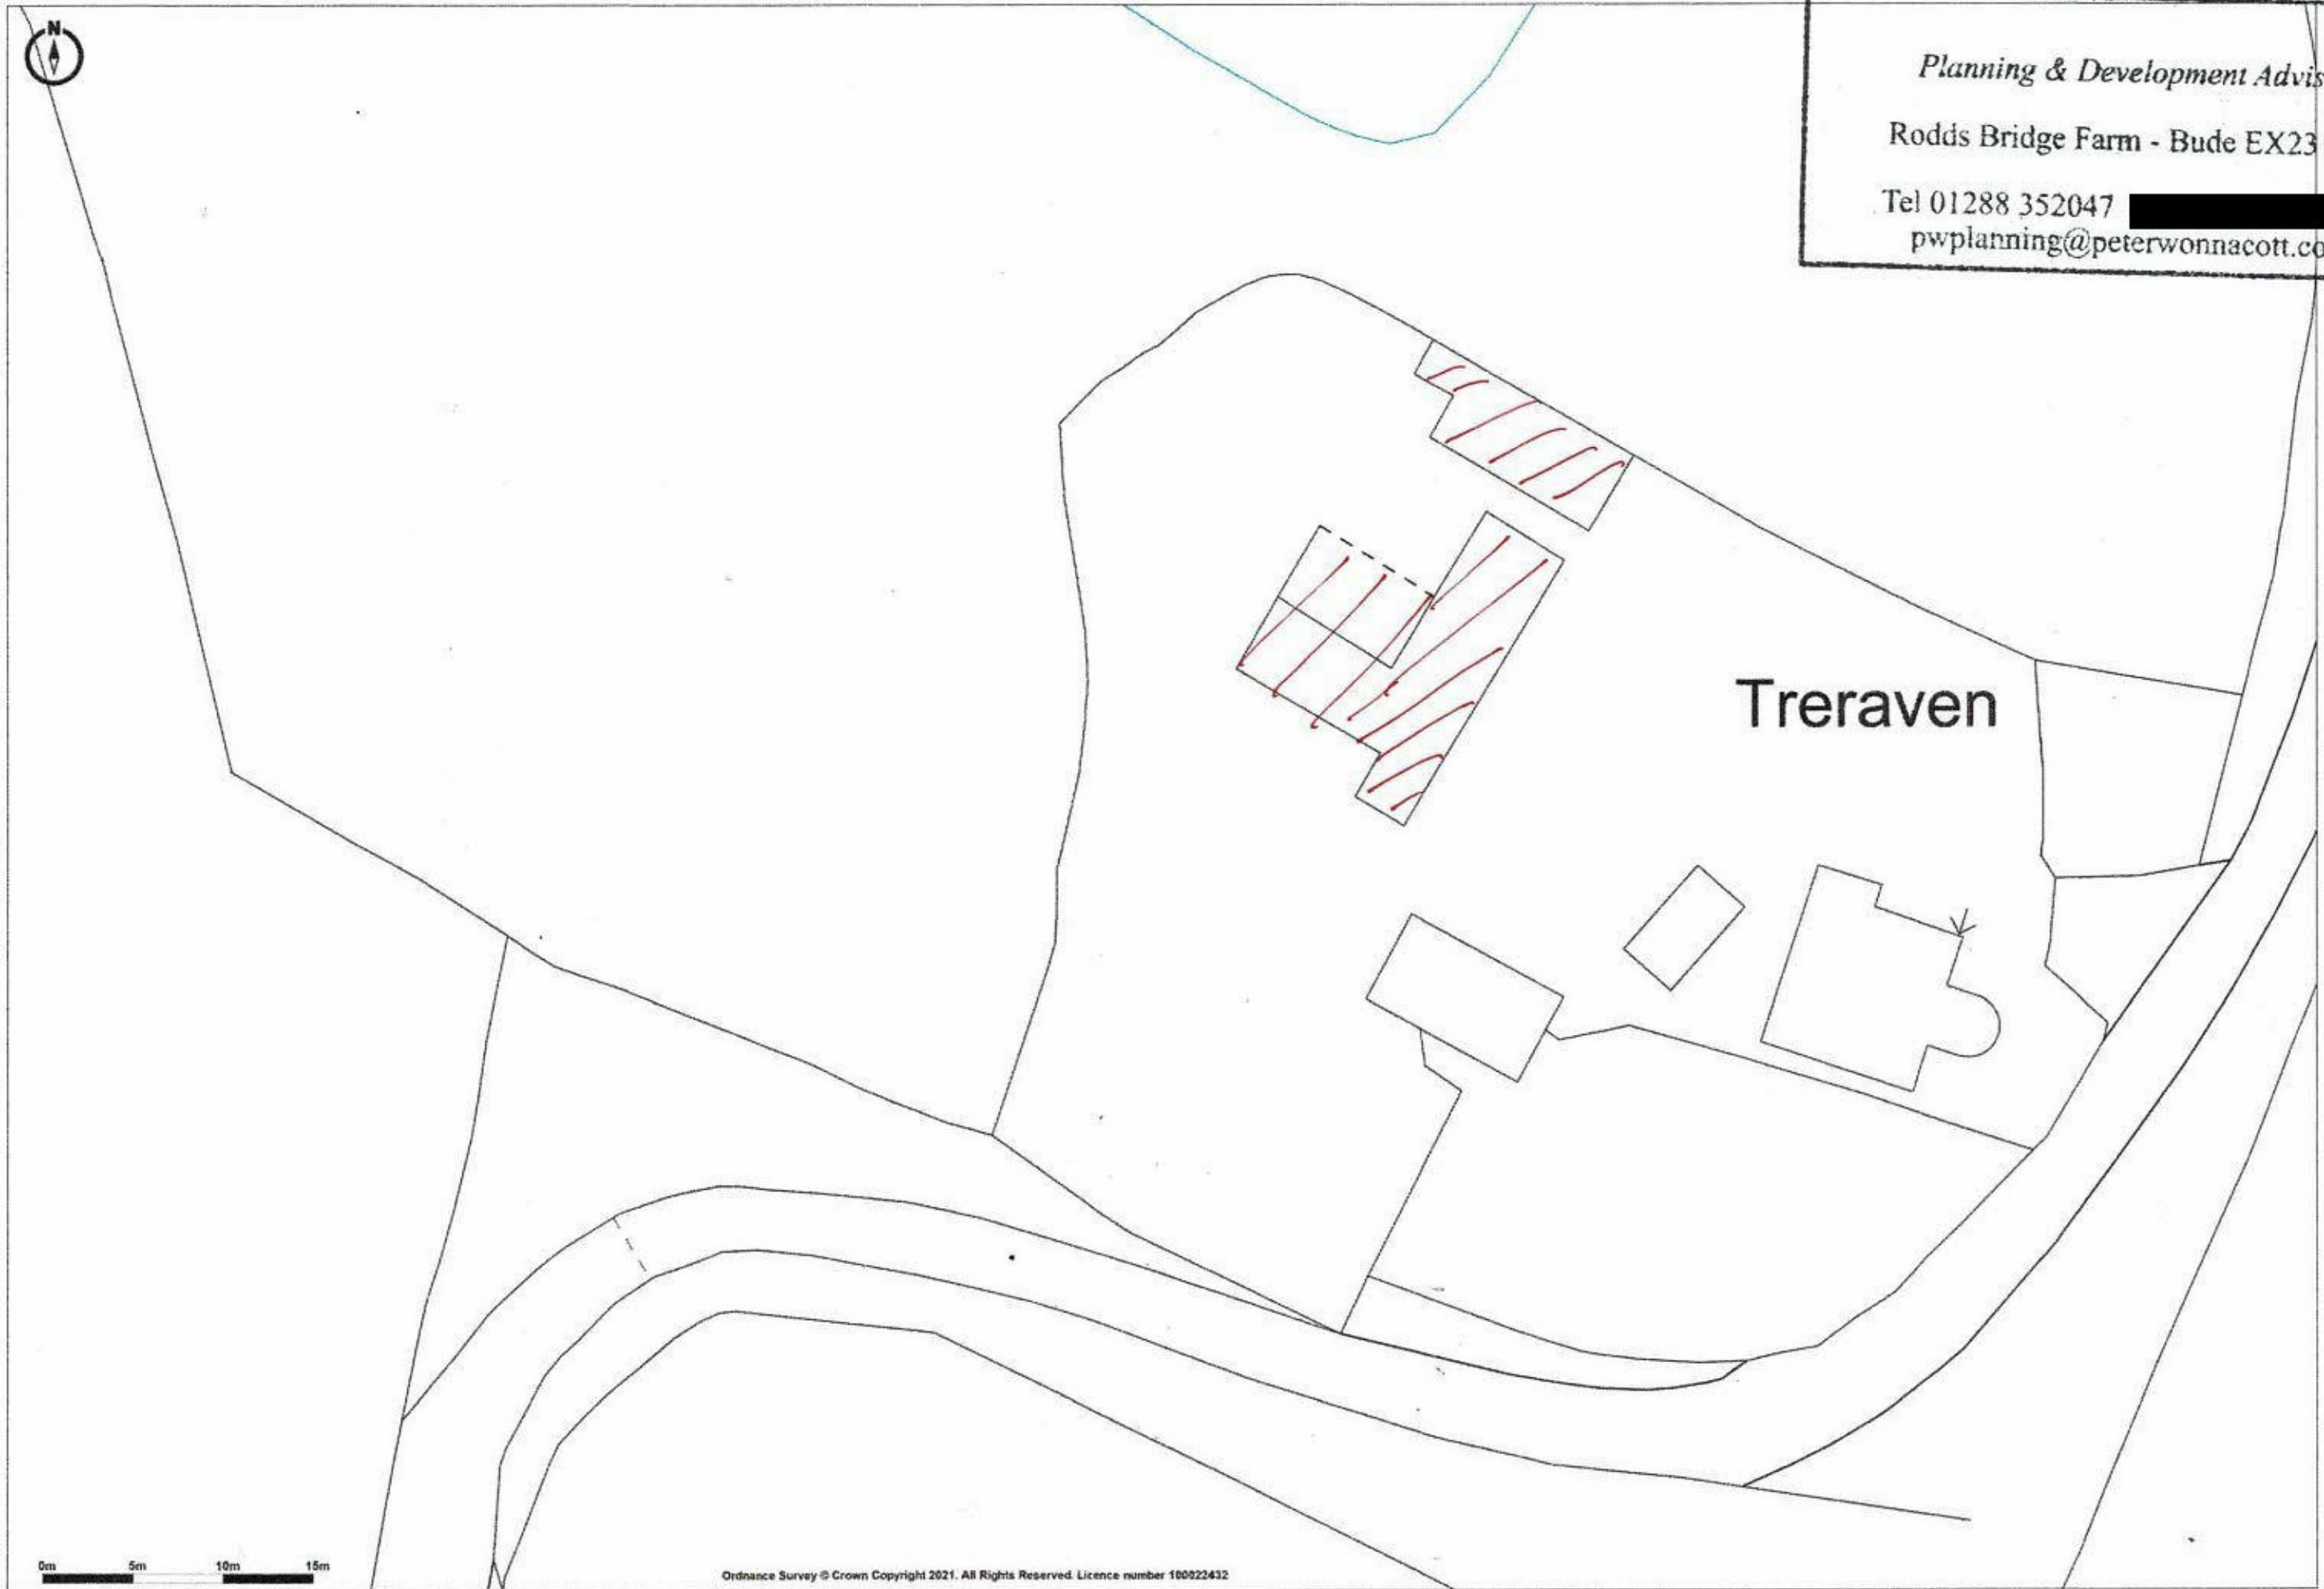 N
Planning & Development Advis
Rodds Bridge Farm - Bude EX23
Tel 01288 352047
pwplanning@peterwonnacott.co
Treraven
0m 5m 10m 15m
Ordnance Survey © Crown Copyright 2021. All Rights Reserved. Licence number 100022432